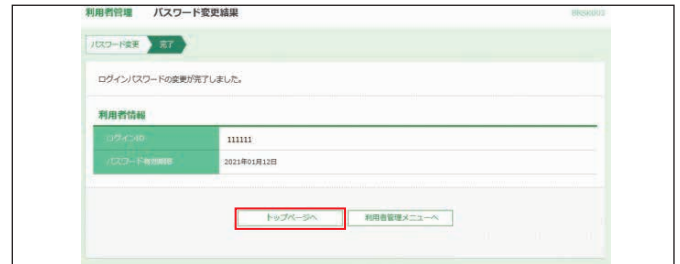 利用者管理 パスワード変更結果
BRSK003
パスワード変更 完了
ログインパスワードの変更が完了しました。
利用者情報
ログインID 111111
パスワード有効期限 2021年01月12日
トップページへ 利用者管理メニューへ